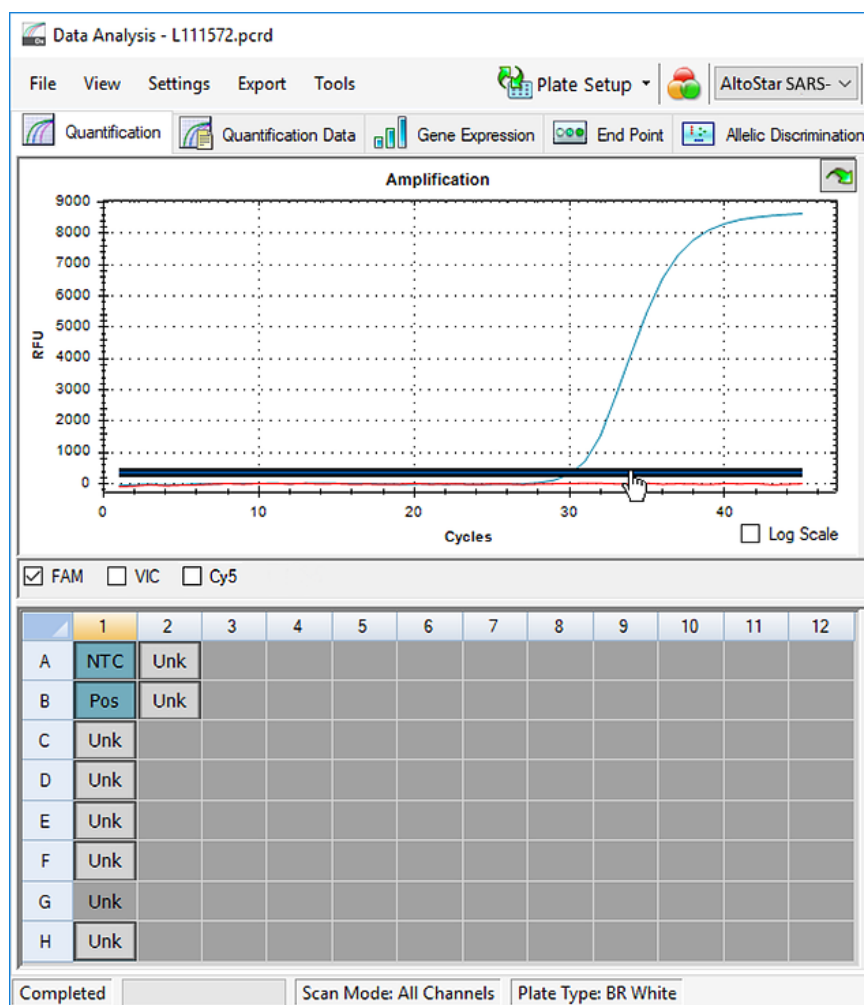 Data Analysis - L111572.pcrd
File View Settings Export Tools Plate Setup AltoStar SARS-
Quantification Quantification Data Gene Expression End Point Allelic Discrimination
Amplification
9000
8000
7000
6000
5000
4000
3000
2000
1000
0
RFU
0 10 20 30 40
Cycles
Log Scale
FAM VIC Cy5
1 2 3 4 5 6 7 8 9 10 11 12
A NTC Unk
B Pos Unk
C Unk
D Unk
E Unk
F Unk
G Unk
H Unk
Completed Scan Mode: All Channels Plate Type: BR White